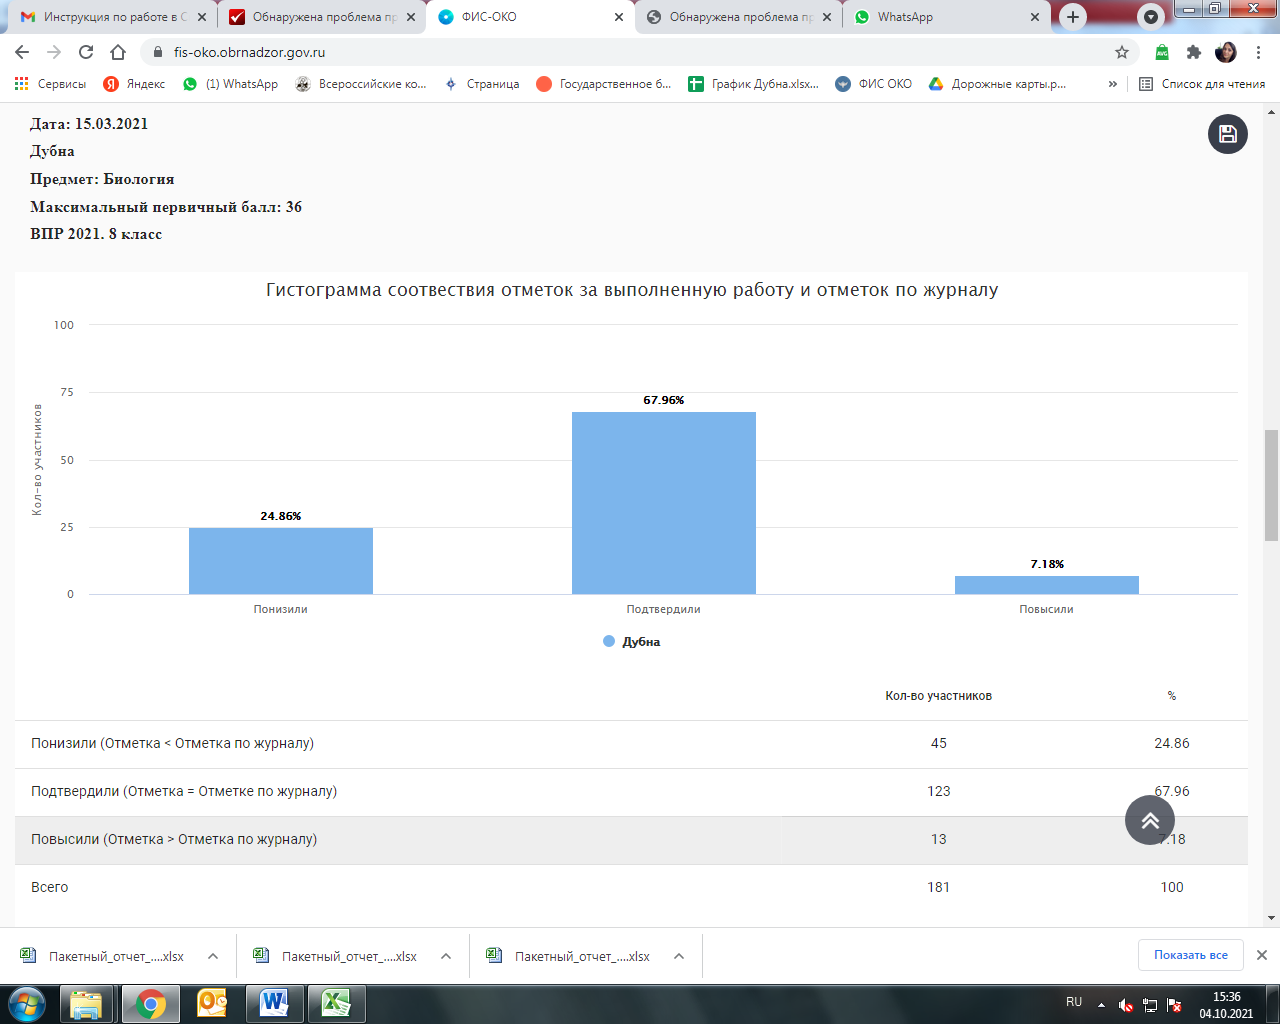 Инструкция по работе в С
Обнаружена проблема пр
ФИС-ОКО
Обнаружена проблема пр
WhatsApp
fis-oko.obrnadzor.gov.ru
Сервисы
Яндекс
(1) WhatsApp
Всероссийские ко...
Страница
Государственное б...
График Дубна.xlsx...
ФИС ОКО
Дорожные карты.р...
»
Список для чтения
Дата: 15.03.2021
Дубна
Предмет: Биология
Максимальный первичный балл: 36
ВПР 2021. 8 класс
Гистограмма соотвествия отметок за выполненную работу и отметок по журналу
Кол-во участников
100
75
50
25
0
24.86%
67.96%
7.18%
Понизили
Подтвердили
Повысили
Дубна
Кол-во участников %
Понизили (Отметка < Отметка по журналу) 45 24.86
Подтвердили (Отметка = Отметке по журналу) 123 67.96
Повысили (Отметка > Отметка по журналу) 13 7.18
Всего 181 100
Пакетный_отчет_....xlsx
Пакетный_отчет_....xlsx
Пакетный_отчет_....xlsx
Показать все
RU
15:36
04.10.2021